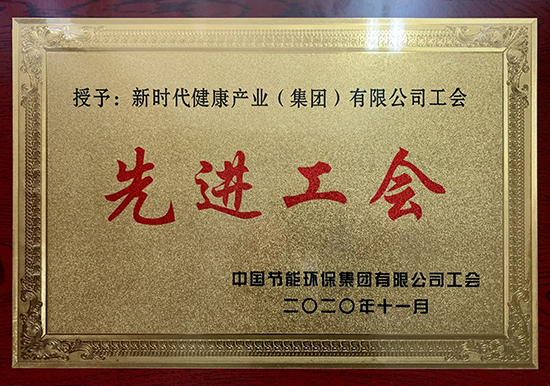 授予：新时代健康产业（集团）有限公司工会
先进工会
中国节能环保集团有限公司工会
二〇二〇年十一月